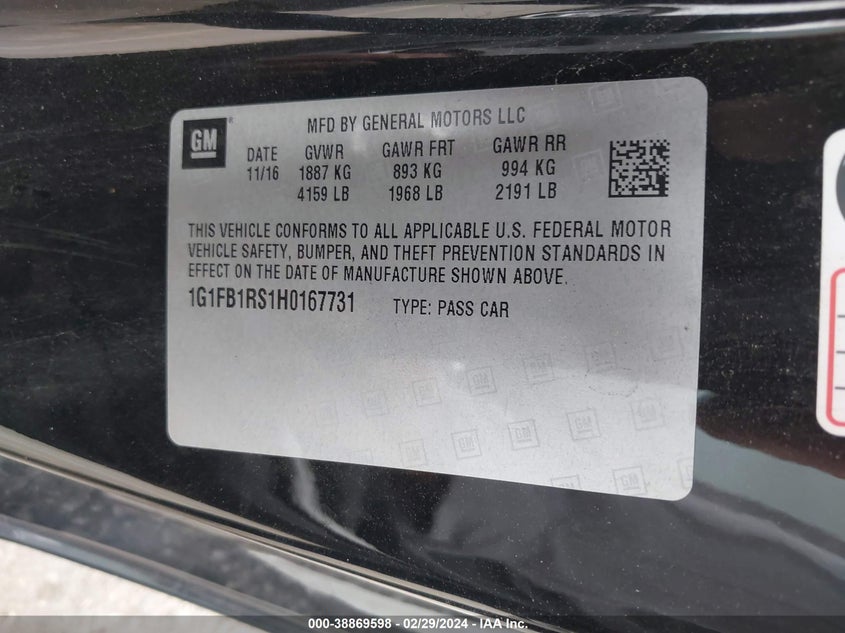 GM MFD BY GENERAL MOTORS LLC
DATE GVWR GAWR FRT GAWR RR
11/16 1887 KG 893 KG 994 KG
4159 LB 1968 LB 2191 LB
THIS VEHICLE CONFORMS TO ALL APPLICABLE U.S. FEDERAL MOTOR
VEHICLE SAFETY, BUMPER, AND THEFT PREVENTION STANDARDS IN
EFFECT ON THE DATE OF MANUFACTURE SHOWN ABOVE.
1G1FB1RS1H0167731 TYPE: PASS CAR
000-38869598 - 02/29/2024 - IAAI Inc.